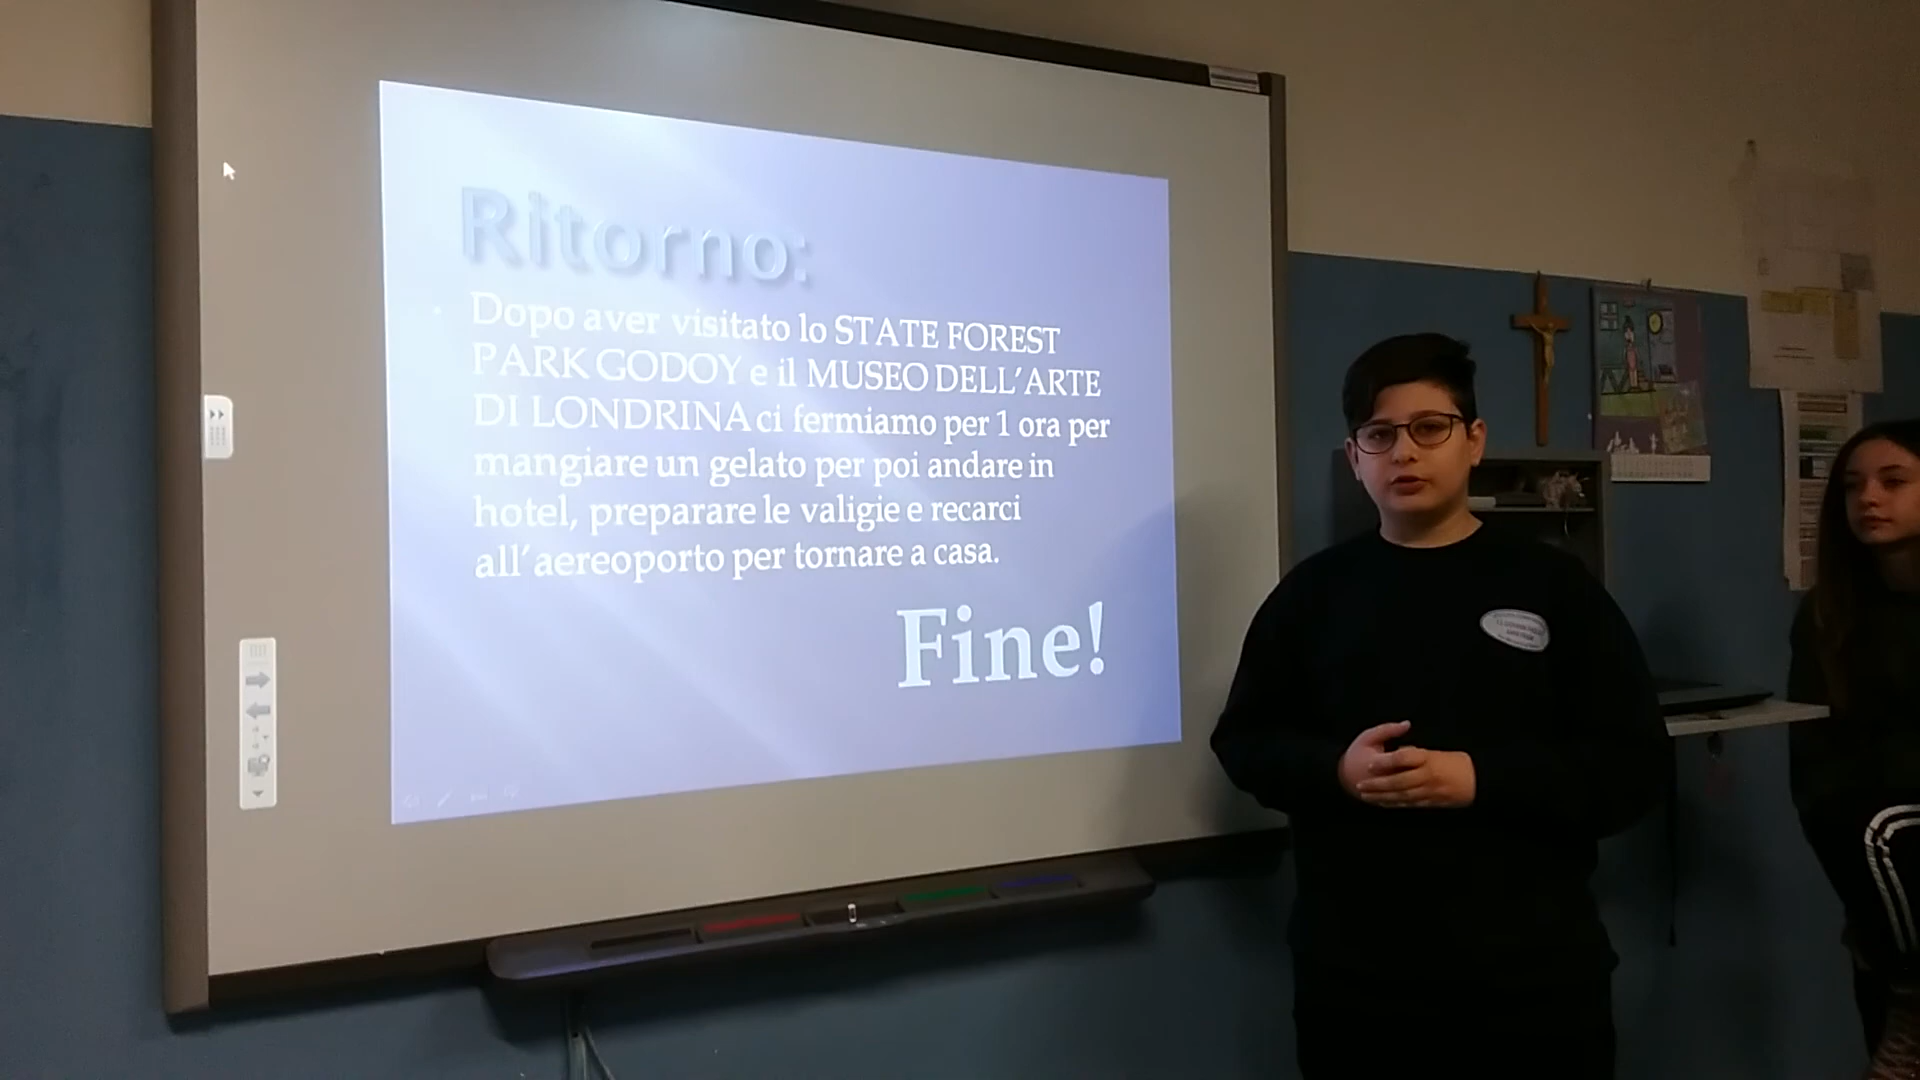 Ritorno:
Dopo aver visitato lo STATE FOREST
PARK GODOY e il MUSEO DELL'ARTE
DI LONDRINA ci fermiamo per 1 ora per
mangiare un gelato per poi andare in
hotel, preparare le valigie e recarci
all'aereoporto per tornare a casa.
Fine!